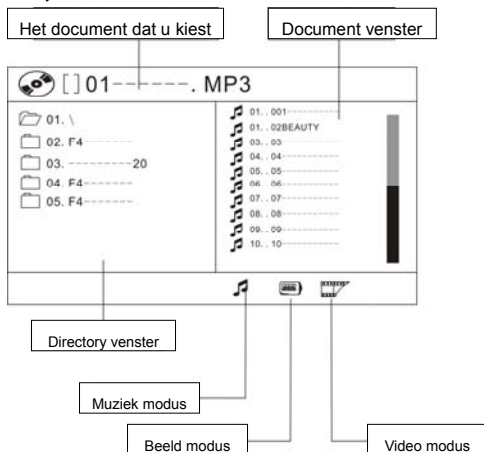 Het document dat u kiest
Document venster
[ ] 01-------. MP3
01. \
02. F4----------
03. -----------20
04. F4-------
05. F4-------
01. . 001----------
01. . 02BEAUTY
03. . 03----------
04. . 04----------
05. . 05----------
06. . 06----------
07. . 07----------
08. . 08----------
09. . 09----------
10. . 10----------
Directory venster
Muziek modus
Beeld modus
Video modus